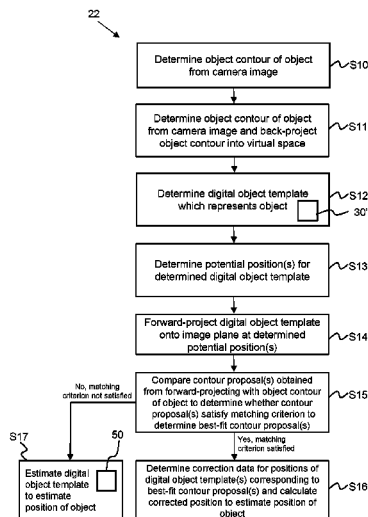 22
Determine object contour of object
from camera image
S10
Determine object contour of object
from camera image and back-project
object contour into virtual space
S11
Determine digital object template
which represents object
S12
30'
Determine potential position(s) for
determined digital object template
S13
Forward-project digital object template
onto image plane at determined
potential position(s)
S14
Compare contour proposal(s) obtained
from forward-projecting with object contour
of object to determine whether contour
proposal(s) satisfy matching criterion to
determine best-fit contour proposal(s)
S15
No, matching
criterion not satisfied
Yes, matching
criterion satisfied
S17
50
Estimate digital
object template
to estimate
position of object
Determine correction data for positions of
digital object template(s) corresponding to
best-fit contour proposal(s) and calculate
corrected position to estimate position of
object
S16